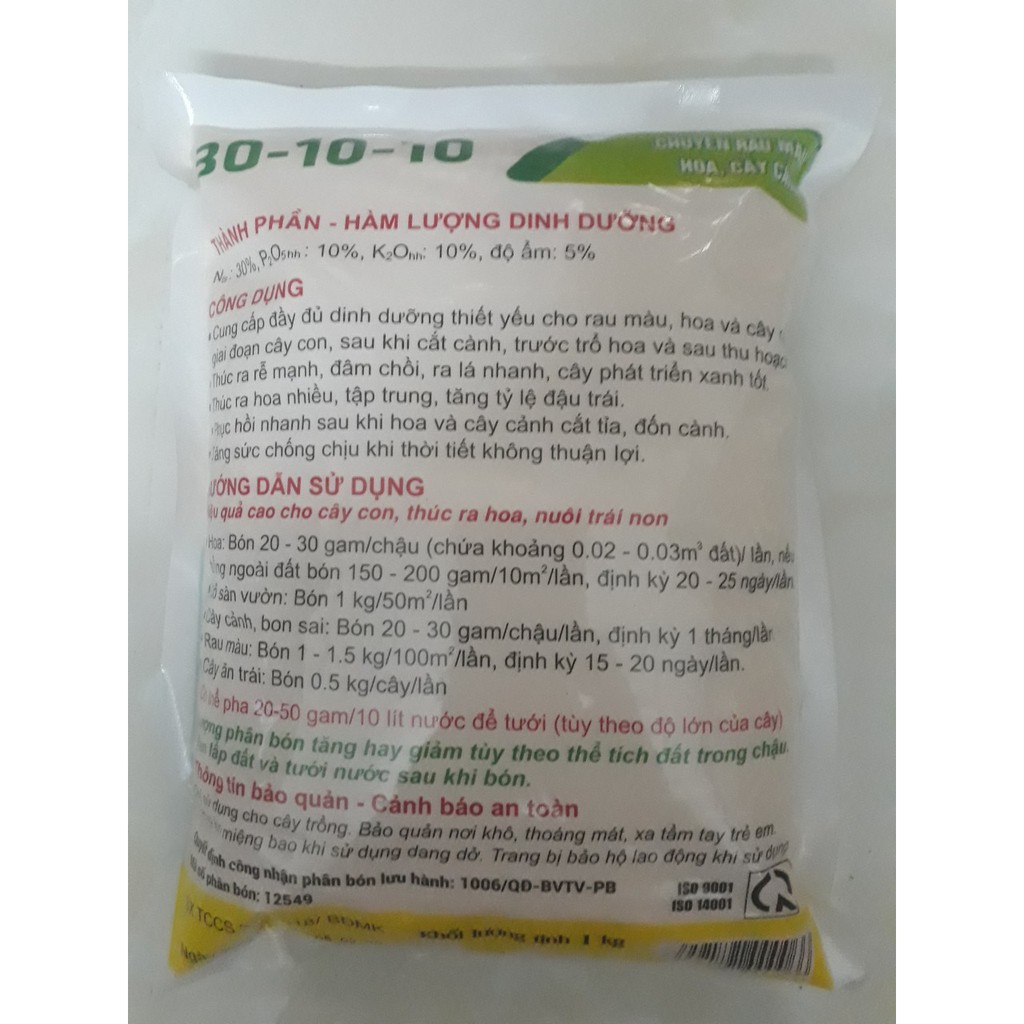 30-10-10
CHUYÊN RAU MÀU
HOA, CÂY CẢ
THÀNH PHẦN - HÀM LƯỢNG DINH DƯỠNG
Nts: 30%, P₂O₅hh: 10%, K₂Ohh: 10%, độ ẩm: 5%
CÔNG DỤNG
Cung cấp đầy đủ dinh dưỡng thiết yếu cho rau màu, hoa và cây
giai đoạn cây con, sau khi cắt cành, trước trổ hoa và sau thu hoạc
Thúc ra rễ mạnh, đâm chồi, ra lá nhanh, cây phát triển xanh tốt.
Thúc ra hoa nhiều, tập trung, tăng tỷ lệ đậu trái.
Phục hồi nhanh sau khi hoa và cây cảnh cắt tỉa, đốn cành.
Tăng sức chống chịu khi thời tiết không thuận lợi.
ƯỚNG DẪN SỬ DỤNG
quả cao cho cây con, thúc ra hoa, nuôi trái non
Hoa: Bón 20 - 30 gam/chậu (chứa khoảng 0.02 - 0.03m³ đất)/ lần, nếu
ngoài đất bón 150 - 200 gam/10m²/lần, định kỳ 20 - 25 ngày/lần
sân vườn: Bón 1 kg/50m²/lần
Cây cảnh, bon sai: Bón 20 - 30 gam/chậu/lần, định kỳ 1 tháng/lần
Rau màu: Bón 1 - 1.5 kg/100m²/lần, định kỳ 15 - 20 ngày/lần.
Cây ăn trái: Bón 0.5 kg/cây/lần
thể pha 20-50 gam/10 lít nước để tưới (tùy theo độ lớn của cây)
phân bón tăng hay giảm tùy theo thể tích đất trong chậu.
lấp đất và tưới nước sau khi bón.
Thông tin bảo quản - Cảnh báo an toàn
dụng cho cây trồng. Bảo quản nơi khô, thoáng mát, xa tầm tay trẻ em.
miệng bao khi sử dụng dang dở. Trang bị bảo hộ lao động khi sử dụng
Quyết định công nhận phân bón lưu hành: 1006/QĐ-BVTV-PB
số phân bón: 12549
ISO 9001
ISO 14001
TCCS
BĐMK
Khối lượng tịnh 1 kg
Ngày